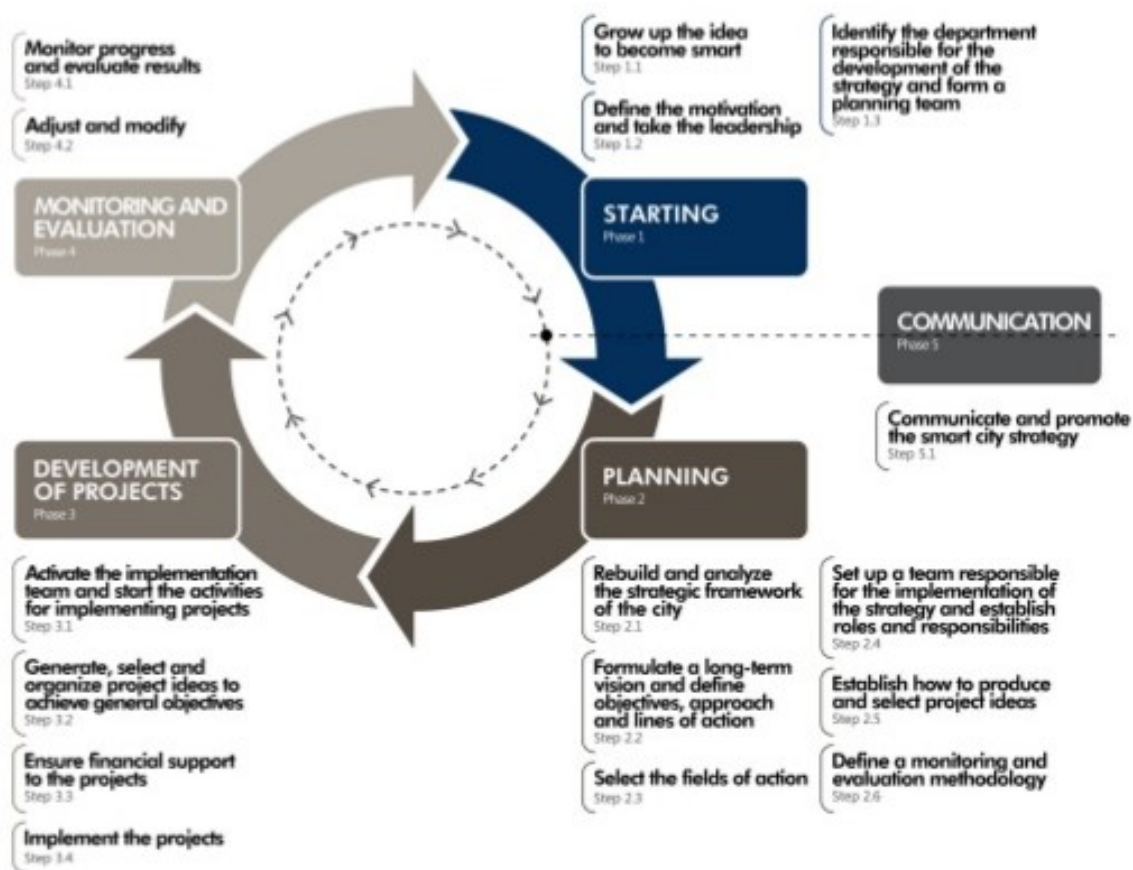 Monitor progress
and evaluate results
Step 4.1
Adjust and modify
Step 4.2
MONITORING AND
EVALUATION
Phase 4
Grow up the idea
to become smart
Step 1.1
Define the motivation
and take the leadership
Step 1.2
Identify the department
responsible for the
development of the
strategy and form a
planning team
Step 1.3
STARTING
Phase 1
COMMUNICATION
Phase 5
Communicate and promote
the smart city strategy
Step 5.1
DEVELOPMENT
OF PROJECTS
Phase 3
Activate the implementation
team and start the activities
for implementing projects
Step 3.1
Generate, select and
organize project ideas to
achieve general objectives
Step 3.2
Ensure financial support
to the projects
Step 3.3
Implement the projects
Step 3.4
PLANNING
Phase 2
Rebuild and analyze
the strategic framework
of the city
Step 2.1
Formulate a long-term
vision and define
objectives, approach
and lines of action
Step 2.2
Select the fields of action
Step 2.3
Set up a team responsible
for the implementation of
the strategy and establish
roles and responsibilities
Step 2.4
Establish how to produce
and select project ideas
Step 2.5
Define a monitoring and
evaluation methodology
Step 2.6